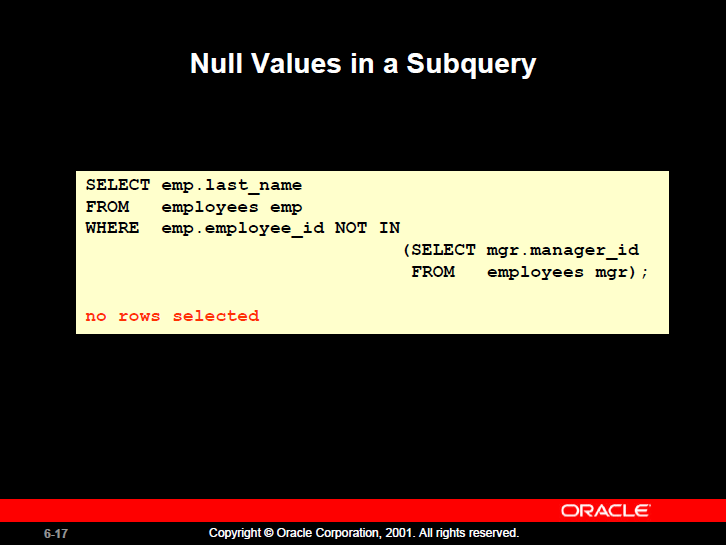 Null Values in a Subquery
SELECT emp.last_name
FROM   employees emp
WHERE  emp.employee_id NOT IN
(SELECT mgr.manager_id
FROM   employees mgr);
no rows selected
ORACLE
6-17
Copyright © Oracle Corporation, 2001. All rights reserved.